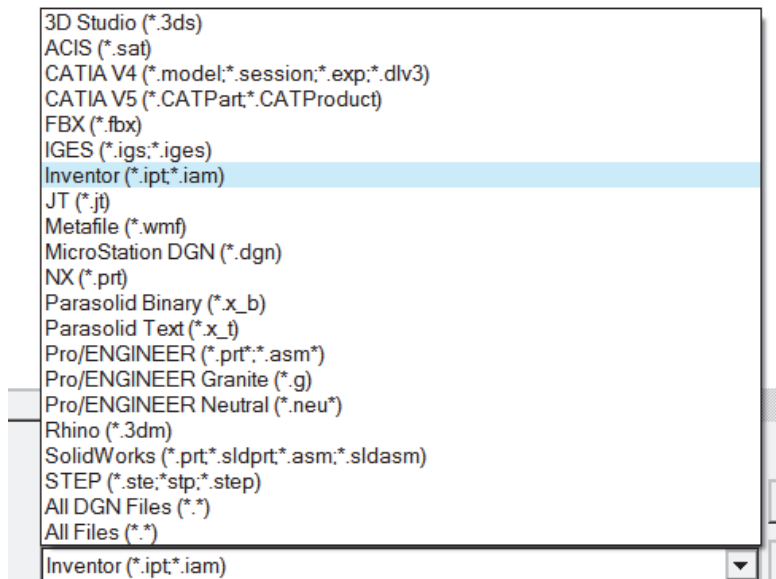 3D Studio (*.3ds)
ACIS (*.sat)
CATIA V4 (*.model;*.session;*.exp;*.dlv3)
CATIA V5 (*.CATPart;*.CATProduct)
FBX (*.fbx)
IGES (*.igs;*.iges)
Inventor (*.ipt;*.iam)
JT (*.jt)
Metafile (*.wmf)
MicroStation DGN (*.dgn)
NX (*.prt)
Parasolid Binary (*.x_b)
Parasolid Text (*.x_t)
Pro/ENGINEER (*.prt*;*.asm*)
Pro/ENGINEER Granite (*.g)
Pro/ENGINEER Neutral (*.neu*)
Rhino (*.3dm)
SolidWorks (*.prt;*.sldprt;*.asm;*.sldasm)
STEP (*.ste;*stp;*.step)
All DGN Files (*.*)
All Files (*.*)
Inventor (*.ipt;*.iam)